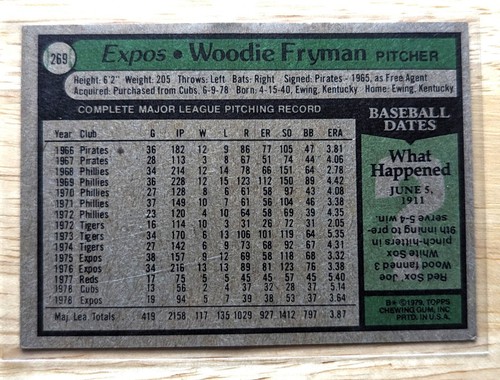 269
Expos • Woodie Fryman PITCHER
Height: 6'2" Weight: 205 Throws: Left Bats: Right Signed: Pirates - 1965, as Free Agent
Acquired: Purchased from Cubs, 6-9-78 Born: 4-15-40, Ewing, Kentucky Home: Ewing, Kentucky
COMPLETE MAJOR LEAGUE PITCHING RECORD
Year Club G IP W L R ER SO BB ERA
1966 Pirates 36 182 12 9 86 77 105 47 3.81
1967 Pirates 28 113 3 8 67 51 74 44 4.06
1968 Phillies 34 214 12 14 78 66 151 64 2.78
1969 Phillies 36 228 12 15 123 112 150 89 4.42
1970 Phillies 27 128 8 6 61 58 97 43 4.08
1971 Phillies 37 149 10 7 61 56 104 46 3.38
1972 Phillies 23 120 4 10 64 58 69 39 4.35
1972 Tigers 16 114 10 3 31 26 72 31 2.05
1973 Tigers 34 170 6 13 106 101 119 64 5.35
1974 Tigers 27 142 6 9 73 68 92 67 4.31
1975 Expos 38 157 9 12 69 58 118 68 3.32
1976 Expos 34 216 13 13 89 81 123 76 3.38
1977 Reds 17 75 5 5 45 45 57 45 5.40
1978 Cubs 13 56 2 4 37 32 28 37 5.14
1978 Expos 19 94 5 7 39 38 53 37 3.64
Maj. Lea. Totals 419 2158 117 135 1029 927 1412 797 3.87
BASEBALL
DATES
What
Happened
JUNE 5,
1911
Red Sox' Joe
Wood fanned 3
White Sox
pinch-hitters in
9th inning to pre-
serve 5-4 win.
B* © 1979, TOPPS
CHEWING GUM, INC
PRTD. IN U.S.A.